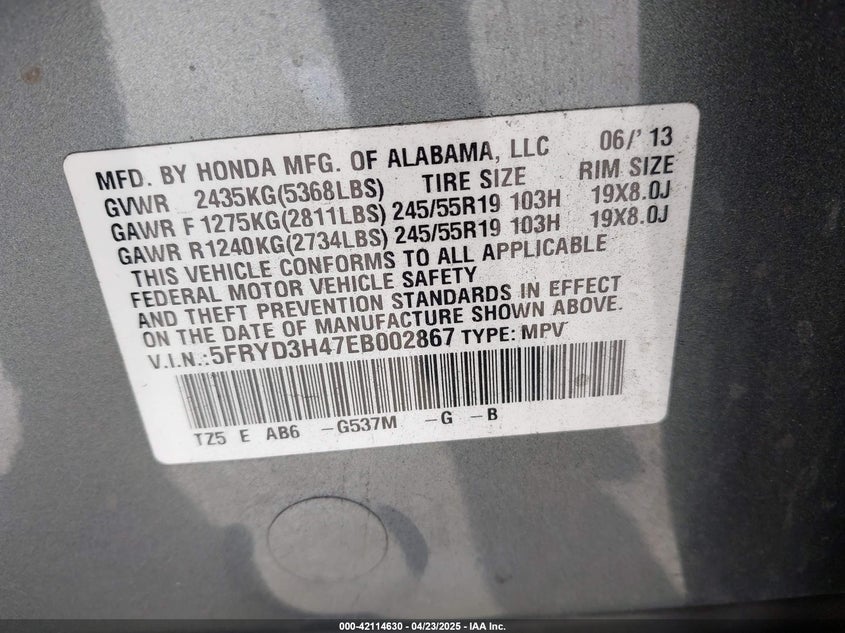 MFD. BY HONDA MFG. OF ALABAMA, LLC 06/' 13
GVWR 2435KG(5368LBS) TIRE SIZE RIM SIZE
GAWR F 1275KG(2811LBS) 245/55R19 103H 19X8.0J
GAWR R1240KG(2734LBS) 245/55R19 103H 19X8.0J
THIS VEHICLE CONFORMS TO ALL APPLICABLE
FEDERAL MOTOR VEHICLE SAFETY
AND THEFT PREVENTION STANDARDS IN EFFECT
ON THE DATE OF MANUFACTURE SHOWN ABOVE.
V.I.N.:5FRYD3H47EB002867 TYPE: MPV
TZ5 E AB6 -G537M -G -B
000-42114630 - 04/23/2025 - IAA Inc.